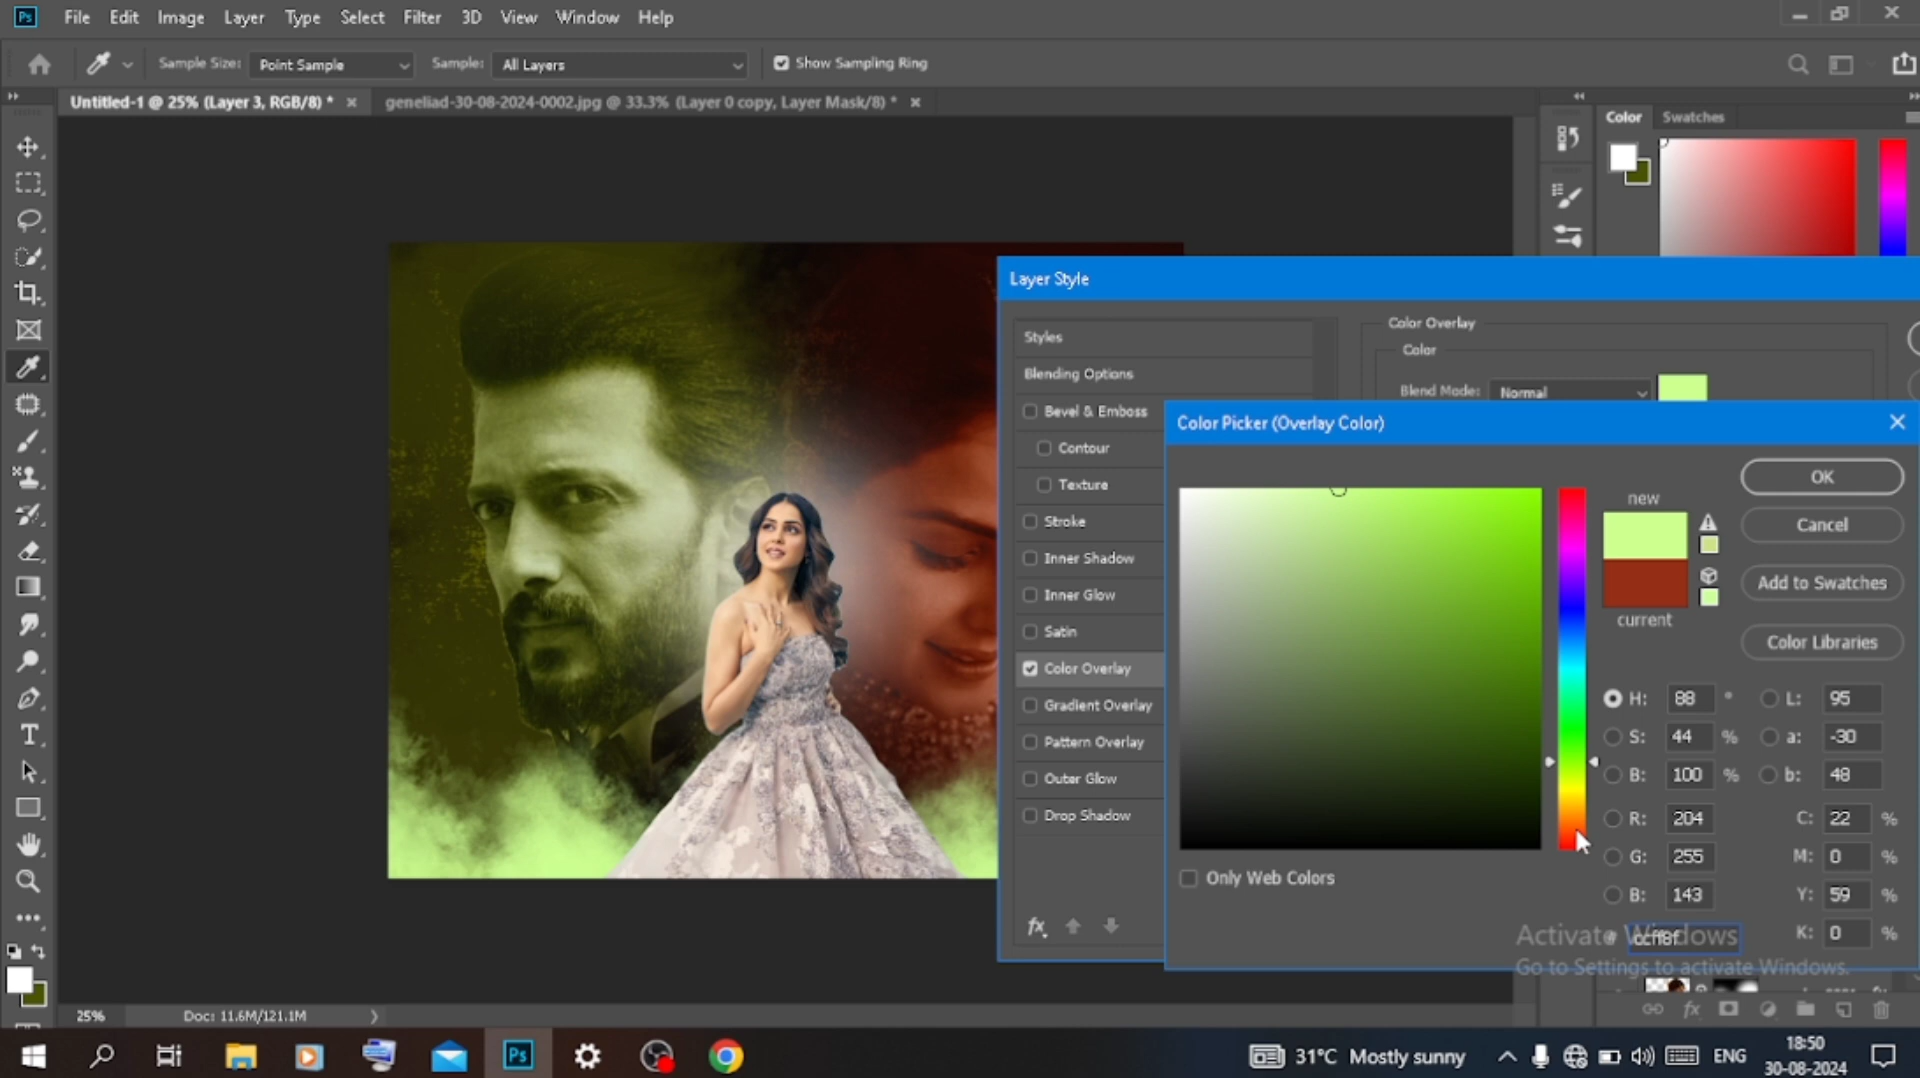 Ps File Edit Image Layer Type Select Filter 3D View Window Help
Sample Size: Point Sample Sample: All Layers Show Sampling Ring
Untitled-1 @ 25% (Layer 3, RGB/8) * × geneliad-30-08-2024-0002.jpg @ 33.3% (Layer 0 copy, Layer Mask/8) * ×
Color Swatches
Layer Style
Styles
Blending Options
Bevel & Emboss
Contour
Texture
Stroke
Inner Shadow
Inner Glow
Satin
Color Overlay
Gradient Overlay
Pattern Overlay
Outer Glow
Drop Shadow
fx
Color Overlay
Color
Blend Mode: Normal
Color Picker (Overlay Color)
OK
new
Cancel
Add to Swatches
current
Color Libraries
H: 88 ° L: 95
S: 44 % a: -30
B: 100 % b: 48
R: 204 C: 22 %
G: 255 M: 0 %
B: 143 Y: 59 %
# ccff8f K: 0 %
Only Web Colors
Activate Windows
Go to Settings to activate Windows.
fx
25% Doc: 11.6M/121.1M
Ps
31°C Mostly sunny ENG 18:50
30-08-2024